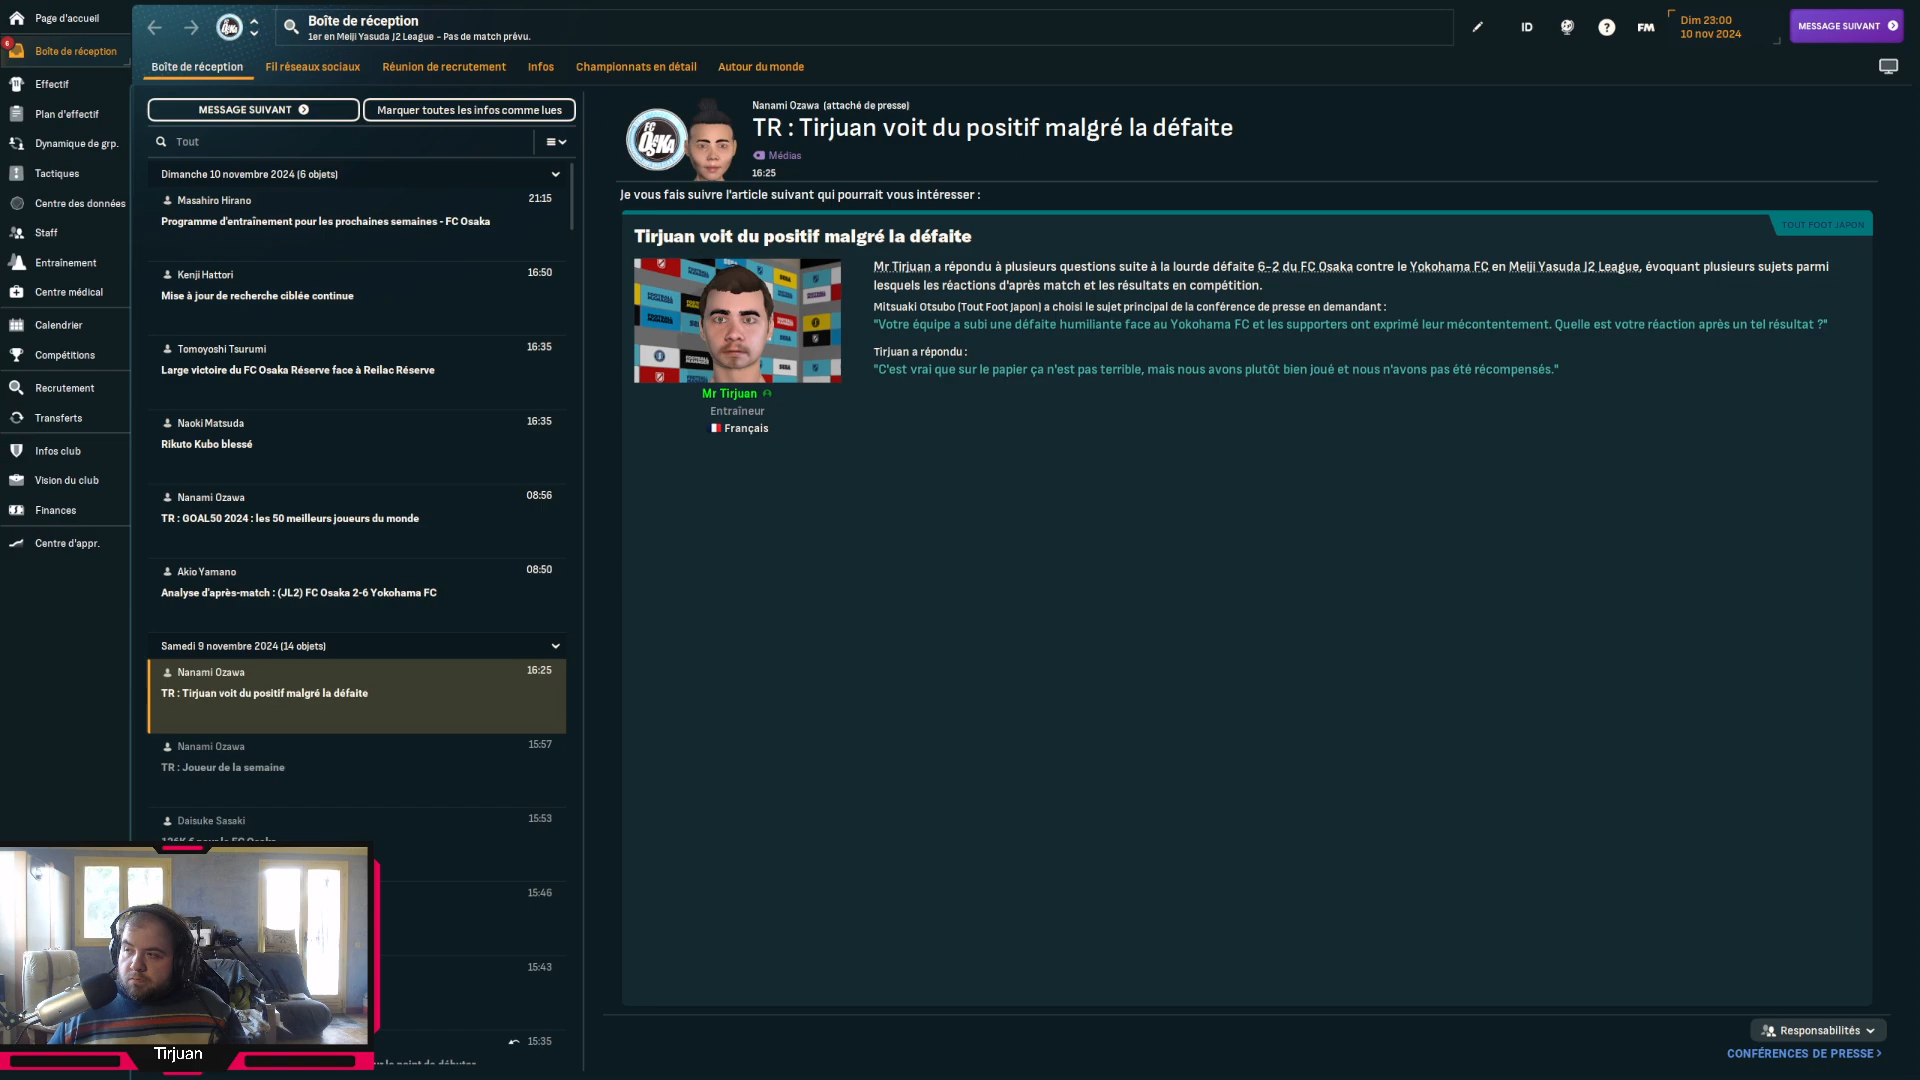 Page d'accueil
6
Boîte de réception
Effectif
Plan d'effectif
Dynamique de grp.
Tactiques
Centre des données
Staff
Entraînement
Centre médical
Calendrier
Compétitions
Recrutement
Transferts
Infos club
Vision du club
Finances
Centre d'appr.
Boîte de réception
1er en Meiji Yasuda J2 League – Pas de match prévu.
ID
FM
Dim 23:00
10 nov 2024
MESSAGE SUIVANT
Boîte de réception
Fil réseaux sociaux
Réunion de recrutement
Infos
Championnats en détail
Autour du monde
MESSAGE SUIVANT
Marquer toutes les infos comme lues
Tout
Dimanche 10 novembre 2024 (6 objets)
Masahiro Hirano 21:15
Programme d'entraînement pour les prochaines semaines - FC Osaka
Kenji Hattori 16:50
Mise à jour de recherche ciblée continue
Tomoyoshi Tsurumi 16:35
Large victoire du FC Osaka Réserve face à Reilac Réserve
Naoki Matsuda 16:35
Rikuto Kubo blessé
Nanami Ozawa 08:56
TR : GOAL50 2024 : les 50 meilleurs joueurs du monde
Akio Yamano 08:50
Analyse d'après-match : (JL2) FC Osaka 2-6 Yokohama FC
Samedi 9 novembre 2024 (14 objets)
Nanami Ozawa 16:25
TR : Tirjuan voit du positif malgré la défaite
Nanami Ozawa 15:57
TR : Joueur de la semaine
Daisuke Sasaki 15:53
15:46
15:43
15:35
FC OSAKA
Nanami Ozawa (attaché de presse)
TR : Tirjuan voit du positif malgré la défaite
Médias
16:25
Je vous fais suivre l'article suivant qui pourrait vous intéresser :
TOUT FOOT JAPON
Tirjuan voit du positif malgré la défaite
Mr Tirjuan
Entraîneur
Français
Mr Tirjuan a répondu à plusieurs questions suite à la lourde défaite 6-2 du FC Osaka contre le Yokohama FC en Meiji Yasuda J2 League, évoquant plusieurs sujets parmi
lesquels les réactions d'après match et les résultats en compétition.
Mitsuaki Otsubo (Tout Foot Japon) a choisi le sujet principal de la conférence de presse en demandant :
"Votre équipe a subi une défaite humiliante face au Yokohama FC et les supporters ont exprimé leur mécontentement. Quelle est votre réaction après un tel résultat ?"
Tirjuan a répondu :
"C'est vrai que sur le papier ça n'est pas terrible, mais nous avons plutôt bien joué et nous n'avons pas été récompensés."
Responsabilités
CONFÉRENCES DE PRESSE
Tirjuan